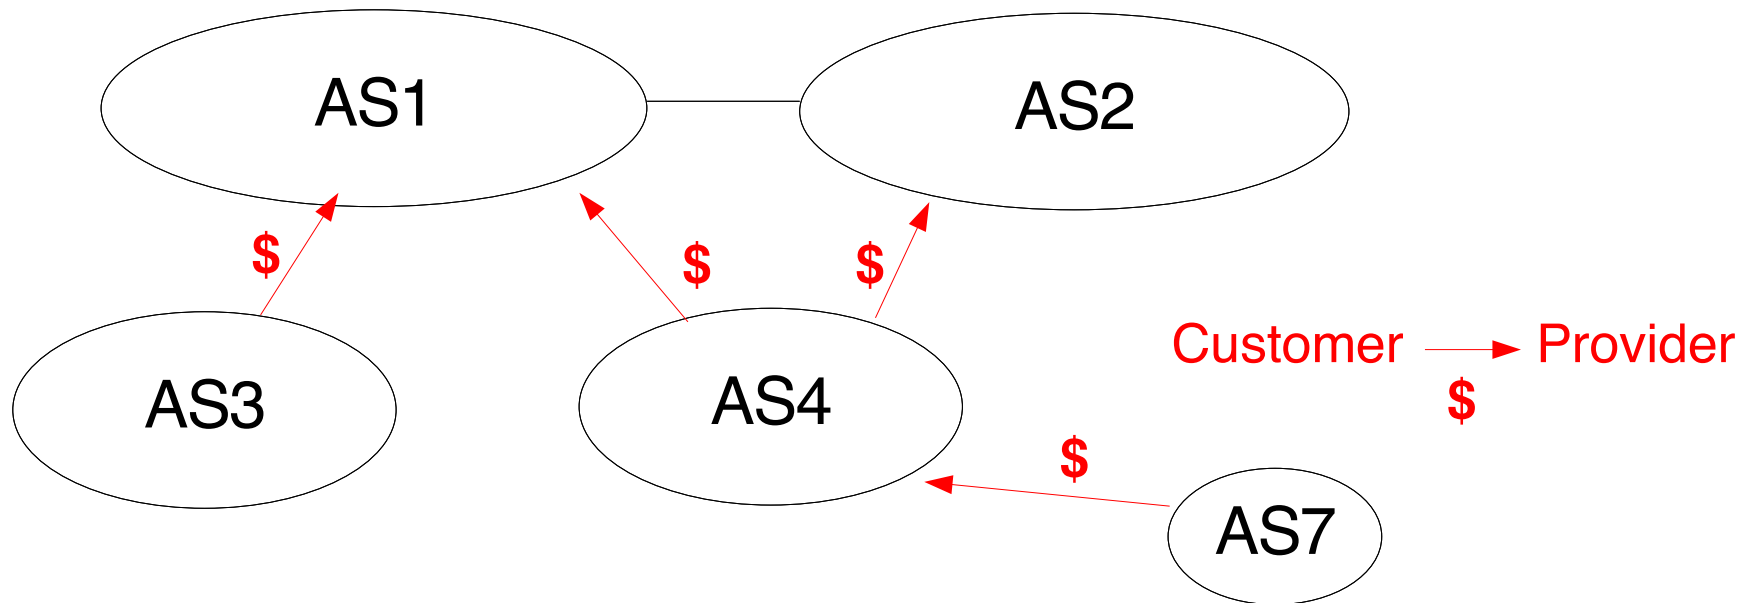 AS1
AS2
$
$
$
Customer
Provider
$
AS3
AS4
$
AS7